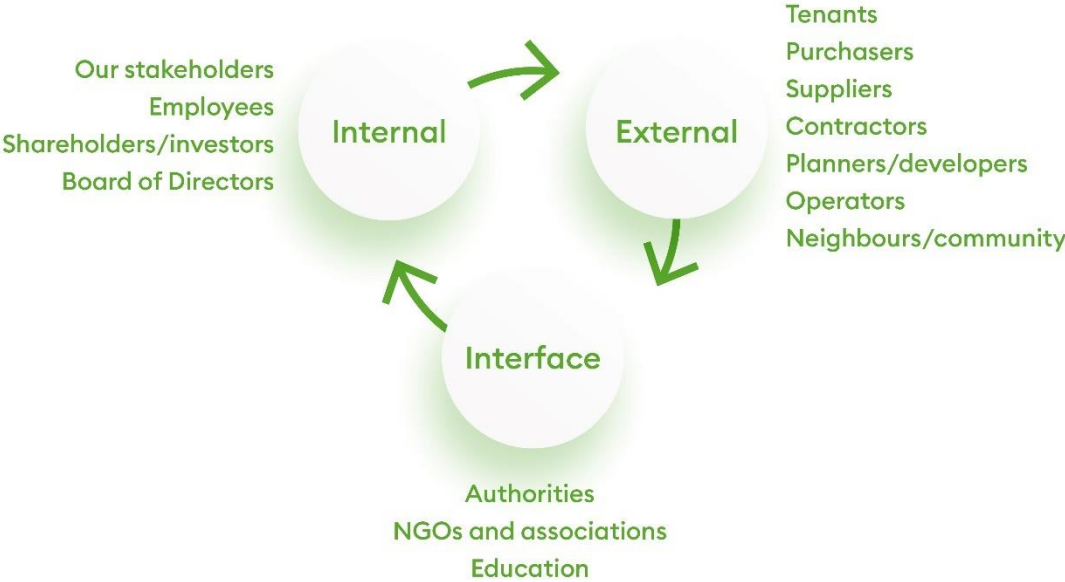 Our stakeholders
Employees
Shareholders/investors
Board of Directors
Internal
External
Tenants
Purchasers
Suppliers
Contractors
Planners/developers
Operators
Neighbours/community
Interface
Authorities
NGOs and associations
Education